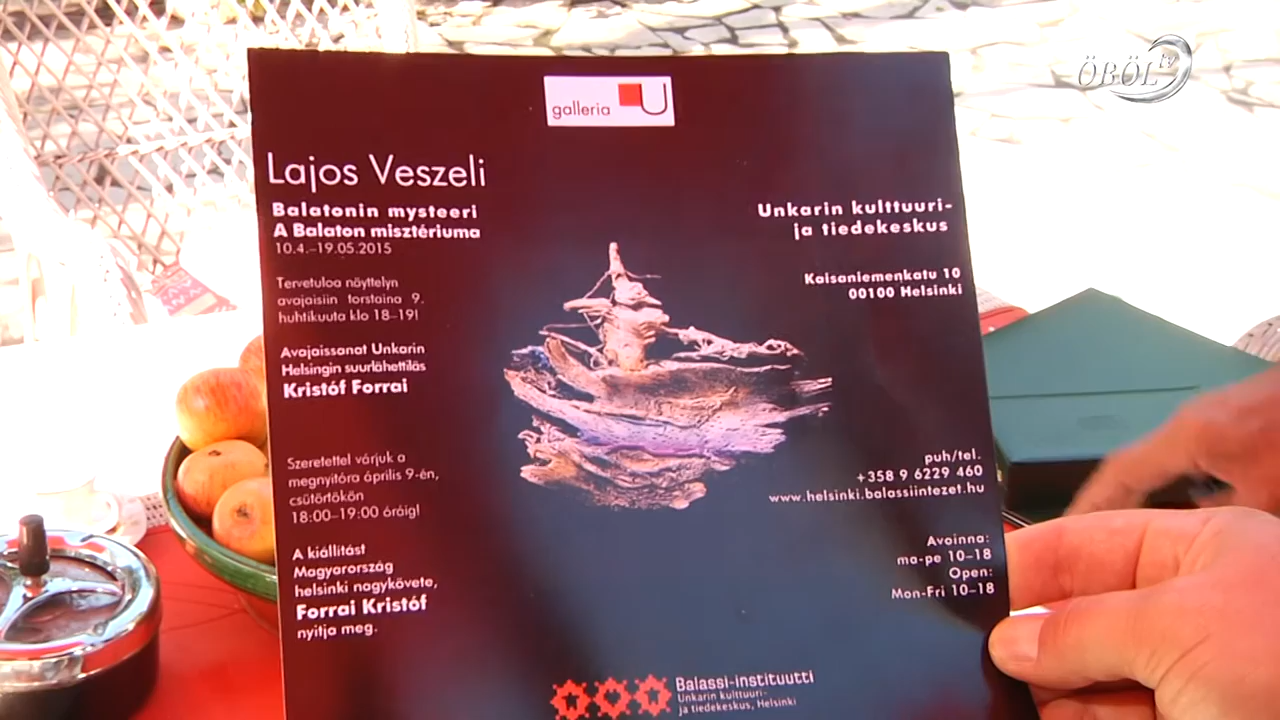 galleria U
ÖBÖL tv
Lajos Veszeli
Balatonin mysteeri
A Balaton misztériuma
10.4.–19.05.2015
Tervetuloa näyttelyn
avajaisiin torstaina 9.
huhtikuuta klo 18–19!
Avajaissanat Unkarin
Helsingin suurlähettiläs
Kristóf Forrai
Szeretettel várjuk a
megnyitóra április 9-én,
csütörtökön
18:00–19:00 óráig!
A kiállítást
Magyarország
helsinki nagykövete,
Forrai Kristóf
nyitja meg.
Unkarin kulttuuri-
ja tiedekeskus
Kaisaniemenkatu 10
00100 Helsinki
puh/tel.
+358 9 6229 460
www.helsinki.balassiintezet.hu
Avoinna:
ma-pe 10–18
Open:
Mon-Fri 10–18
Balassi-instituutti
Unkarin kulttuuri-
ja tiedekeskus, Helsinki